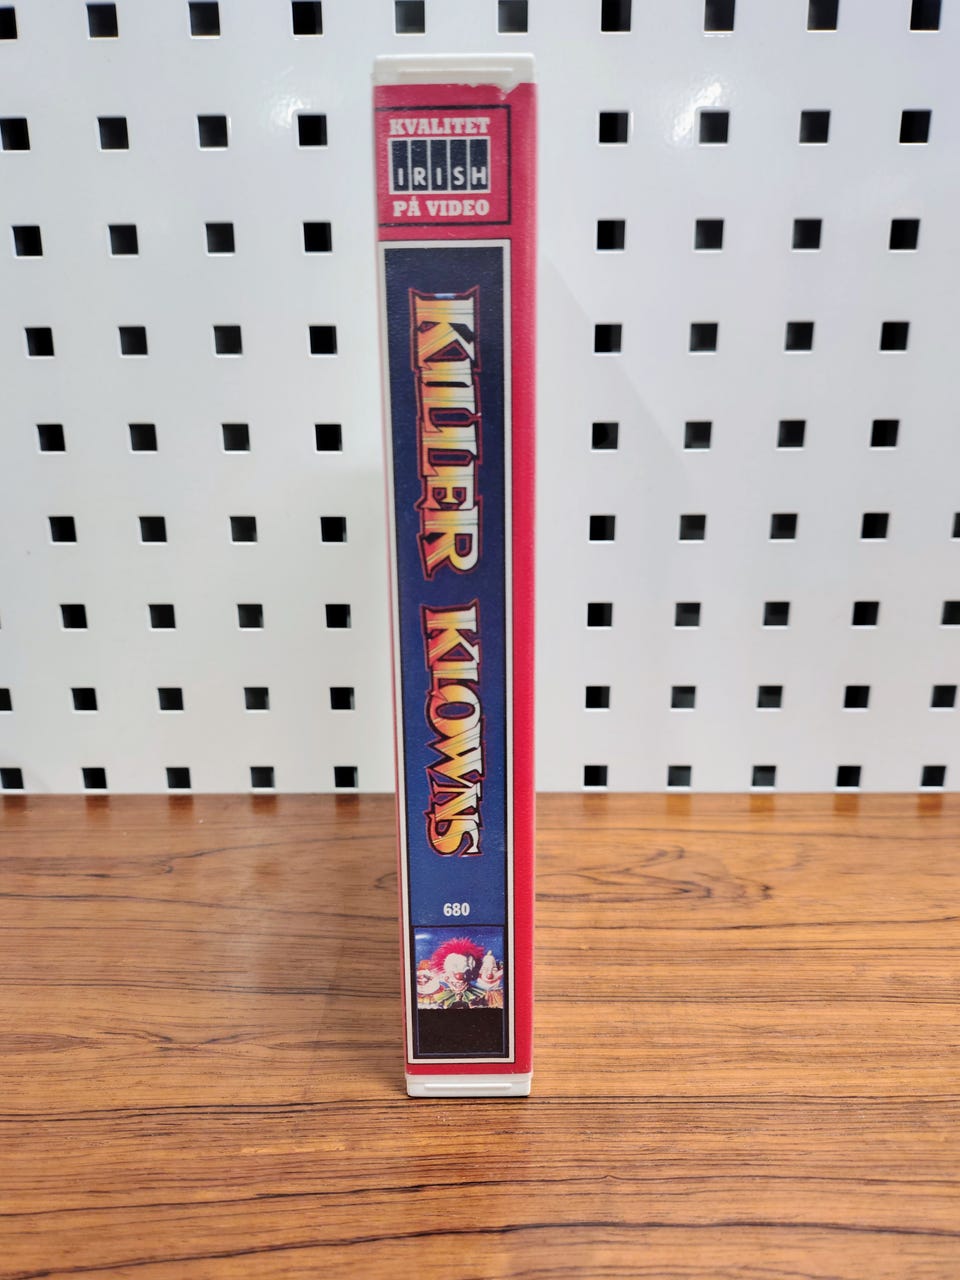 KVALITET
IRISH
PÅ VIDEO
KILLER KLOWNS
680